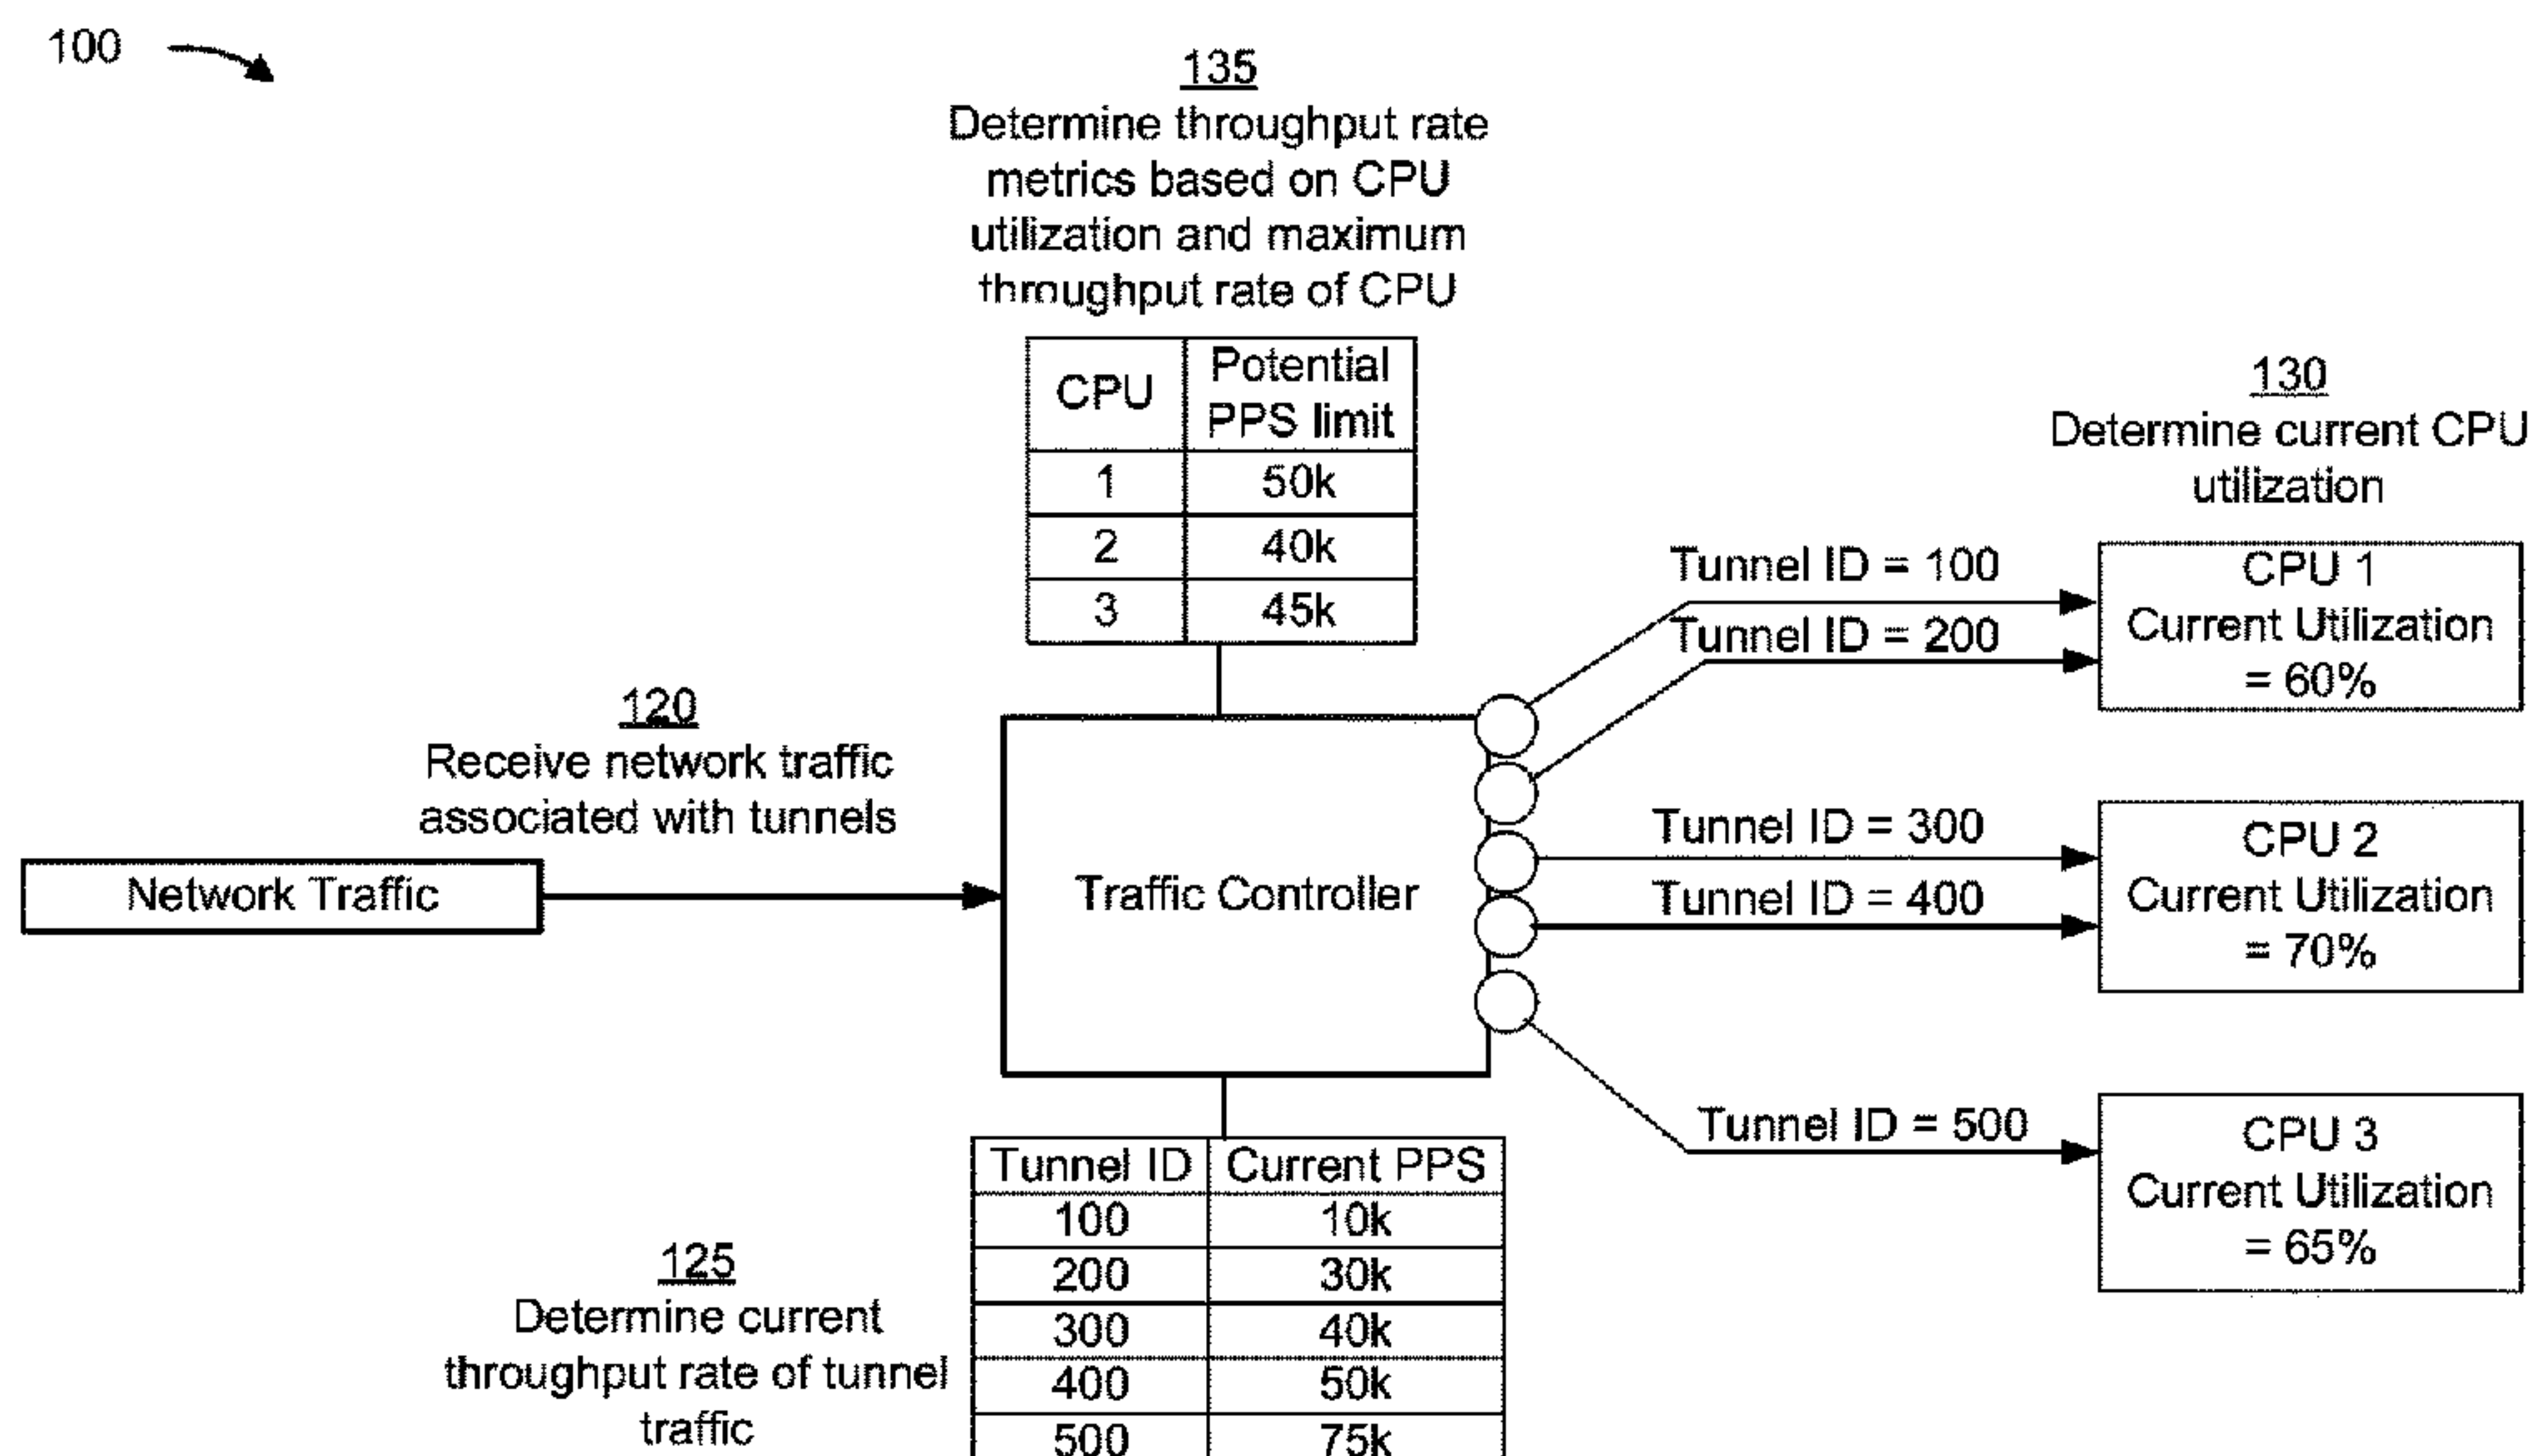 100
135
Determine throughput rate
metrics based on CPU
utilization and maximum
throughput rate of CPU
CPU
Potential
PPS limit
1 50k
2 40k
3 45k
130
Determine current CPU
utilization
Tunnel ID = 100
Tunnel ID = 200
CPU 1
Current Utilization
= 60%
120
Receive network traffic
associated with tunnels
Network Traffic
Traffic Controller
Tunnel ID = 300
Tunnel ID = 400
CPU 2
Current Utilization
= 70%
Tunnel ID = 500
CPU 3
Current Utilization
= 65%
125
Determine current
throughput rate of tunnel
traffic
Tunnel ID Current PPS
100 10k
200 30k
300 40k
400 50k
500 75k